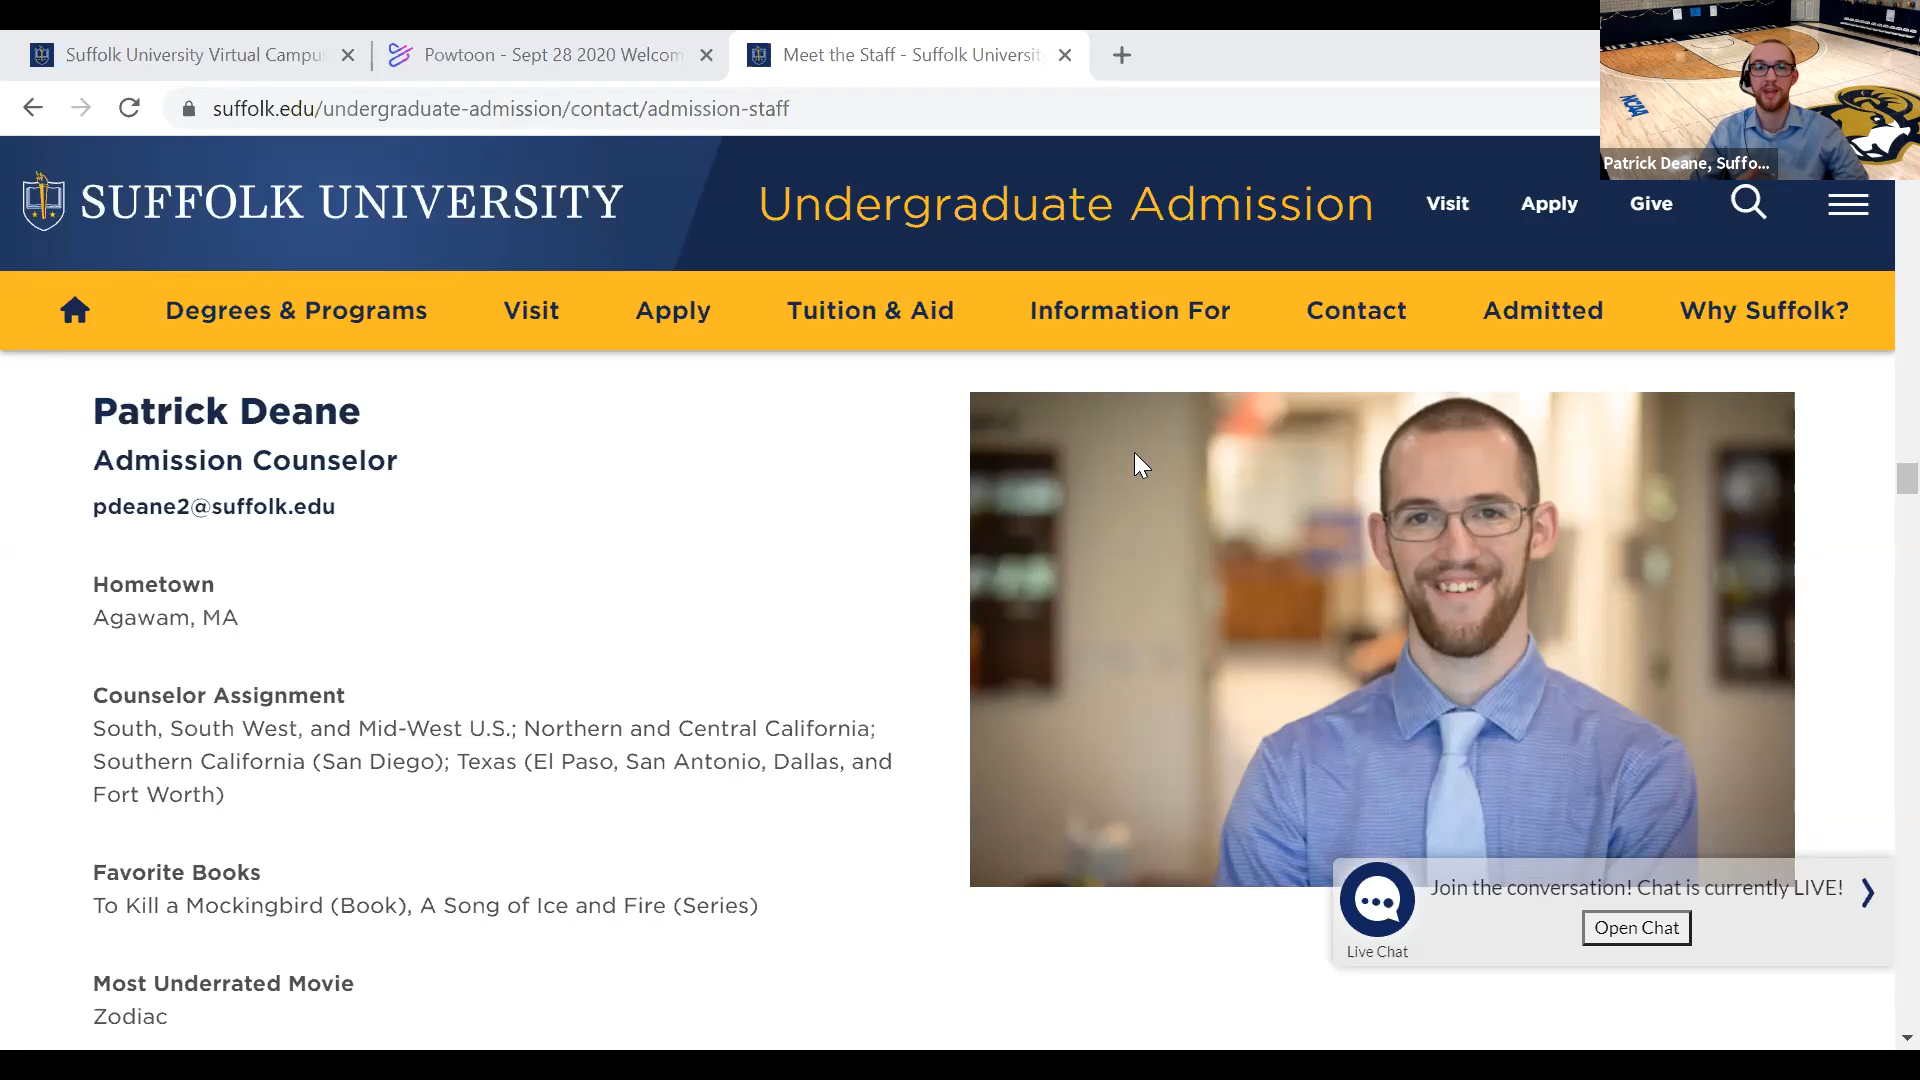 Suffolk University Virtual Campu
Powtoon - Sept 28 2020 Welcom
Meet the Staff - Suffolk Universit
suffolk.edu/undergraduate-admission/contact/admission-staff
SUFFOLK UNIVERSITY
NCAA
Patrick Deane, Suffo...
SUFFOLK UNIVERSITY
Undergraduate Admission
Visit
Apply
Give
Degrees & Programs
Visit
Apply
Tuition & Aid
Information For
Contact
Admitted
Why Suffolk?
Patrick Deane
Admission Counselor
pdeane2@suffolk.edu
Hometown
Agawam, MA
Counselor Assignment
South, South West, and Mid-West U.S.; Northern and Central California;
Southern California (San Diego); Texas (El Paso, San Antonio, Dallas, and
Fort Worth)
Favorite Books
To Kill a Mockingbird (Book), A Song of Ice and Fire (Series)
Most Underrated Movie
Zodiac
Join the conversation! Chat is currently LIVE!
Open Chat
Live Chat